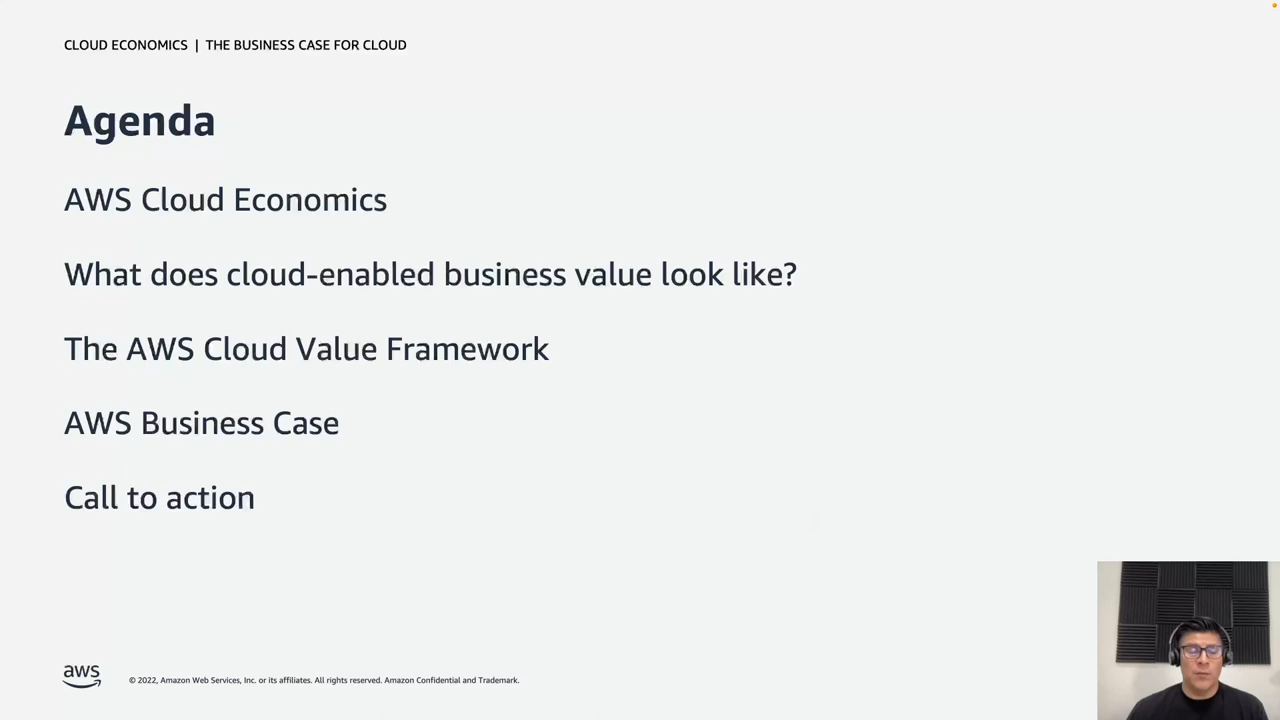 CLOUD ECONOMICS | THE BUSINESS CASE FOR CLOUD
Agenda
AWS Cloud Economics
What does cloud-enabled business value look like?
The AWS Cloud Value Framework
AWS Business Case
Call to action
aws
© 2022, Amazon Web Services, Inc. or its affiliates. All rights reserved. Amazon Confidential and Trademark.